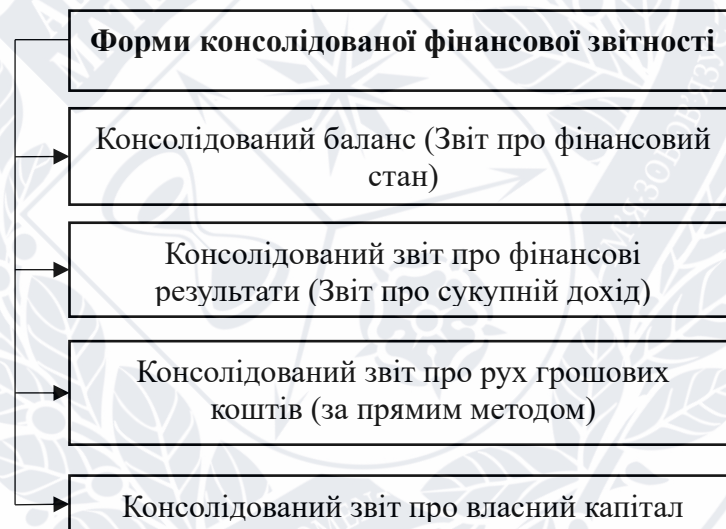 Форми консолідованої фінансової звітності
Консолідований баланс (Звіт про фінансовий
стан)
Консолідований звіт про фінансові
результати (Звіт про сукупній дохід)
Консолідований звіт про рух грошових
коштів (за прямим методом)
Консолідований звіт про власний капітал